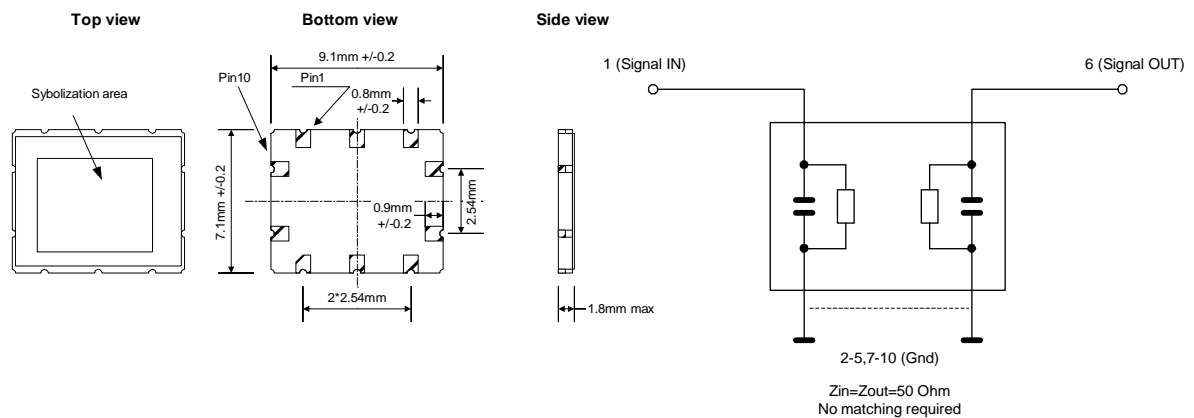 Top view
Bottom view
Side view
9.1mm +/-0.2
Pin10
Pin1
0.8mm
+/-0.2
Sybolization area
7.1mm +/-0.2
0.9mm
+/-0.2
2.54mm
2*2.54mm
1.8mm max
1 (Signal IN)
6 (Signal OUT)
2-5,7-10 (Gnd)
Zin=Zout=50 Ohm
No matching required